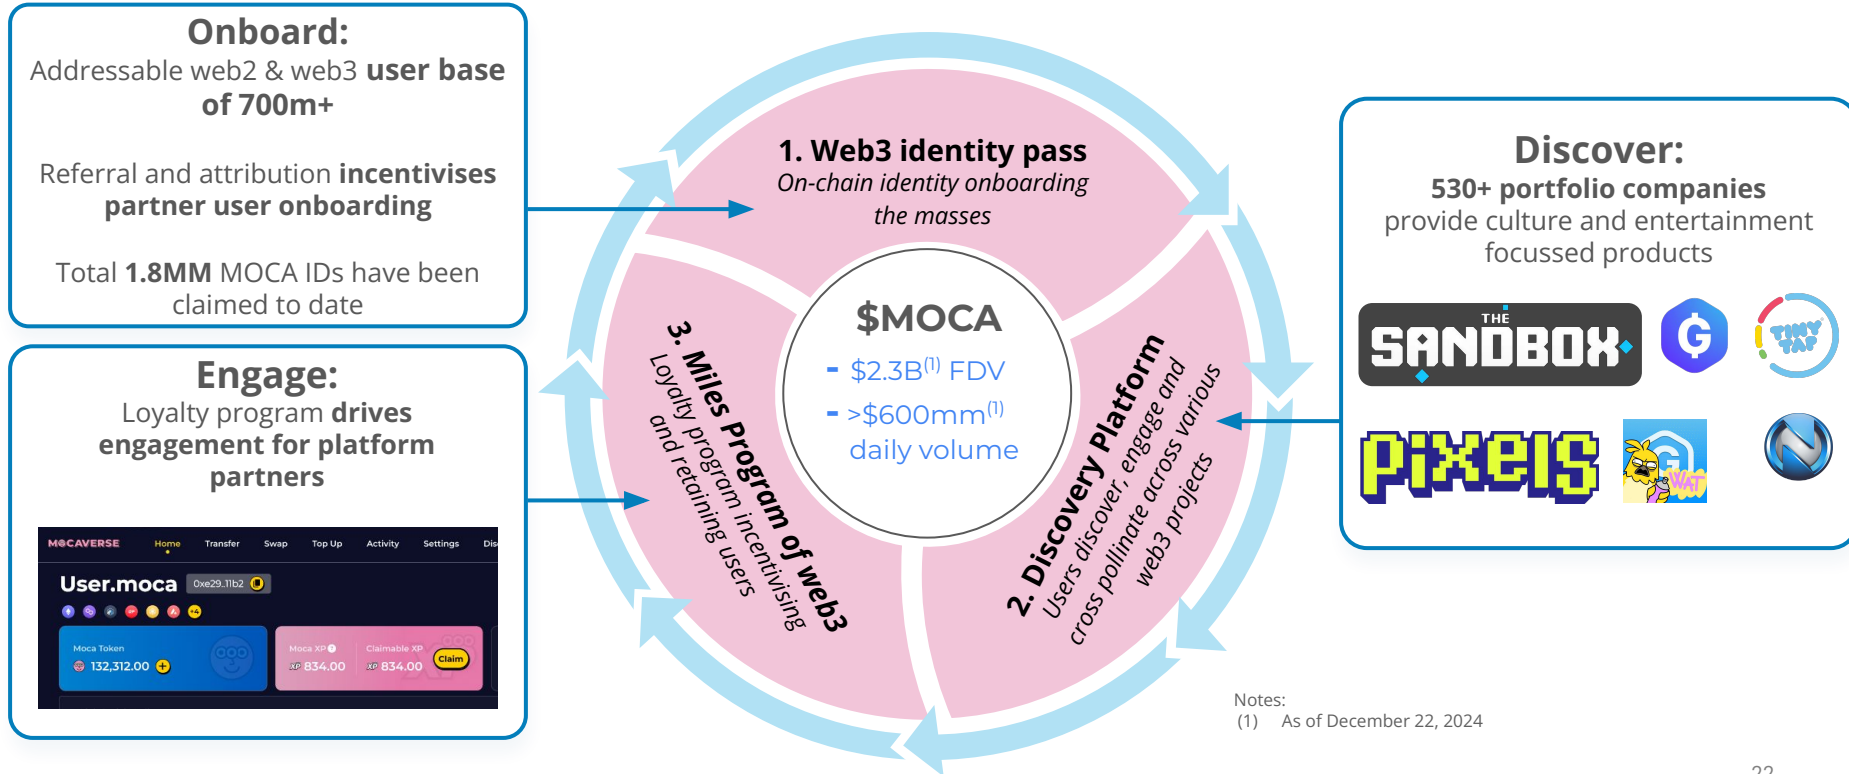 Onboard:
Addressable web2 & web3 user base
of 700m+
Referral and attribution incentivises
partner user onboarding
Total 1.8MM MOCA IDs have been
claimed to date
Engage:
Loyalty program drives
engagement for platform
partners
MOCAVERSE Home Transfer Swap Top Up Activity Settings
User.moca 0xe29..11b2
+4
Moca Token
132,312.00
Moca XP Claimable XP
XP 834.00 XP 834.00 Claim
1. Web3 identity pass
On-chain identity onboarding
the masses
$MOCA
- $2.3B(1) FDV
- >$600mm(1)
daily volume
2. Discovery Platform
Users discover, engage and
cross pollinate across various
web3 projects
3. Miles Program of web3
Loyalty program incentivising
and retaining users
Discover:
530+ portfolio companies
provide culture and entertainment
focussed products
THE
SANDBOX
G
TINY
TAP
pixels
G
WAT
N
Notes:
(1) As of December 22, 2024
22